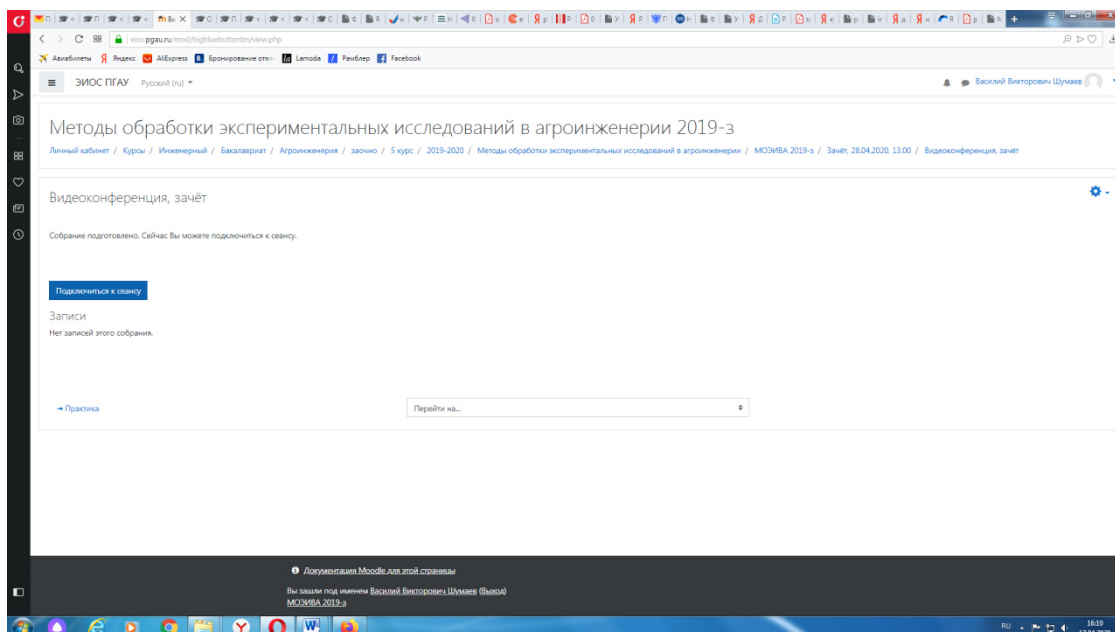 eios.pgau.ru/mod/bigbluebuttonbn/view.php
Авиабилеты Яндекс AliExpress Бронирование отел Lamoda Рамблер Facebook
ЭИОС ПГАУ Русский (ru) Василий Викторович Шумаев
Методы обработки экспериментальных исследований в агроинженерии 2019-з
Личный кабинет / Курсы / Инженерный / Бакалавриат / Агроинженерия / заочно / 5 курс / 2019-2020 / Методы обработки экспериментальных исследований в агроинженерии / МОЭИВА 2019-з / Зачёт, 28.04.2020, 13.00 / Видеоконференция, зачёт
Видеоконференция, зачёт
Собрание подготовлено. Сейчас Вы можете подключиться к сеансу.
Подключиться к сеансу
Записи
Нет записей этого собрания.
Практика Перейти на...
Документация Moodle для этой страницы
Вы зашли под именем Василий Викторович Шумаев (Выход)
МОЭИВА 2019-з
RU 16:10